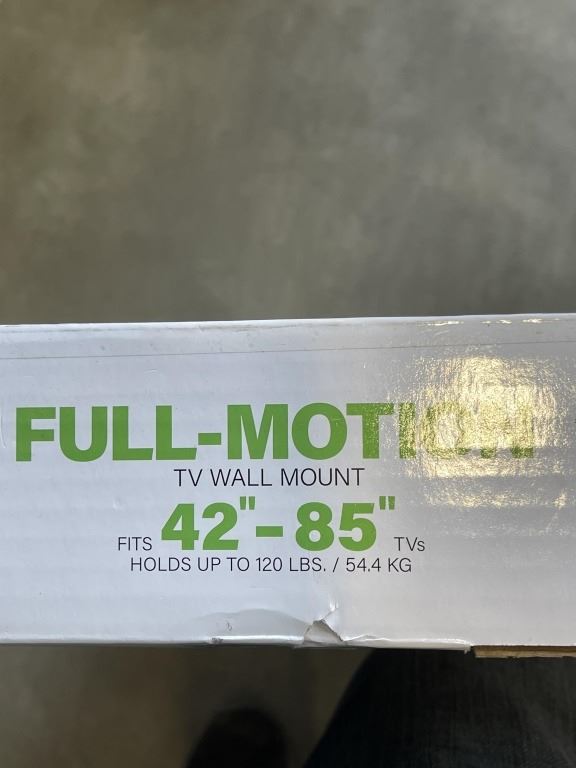 FULL-MOTION
TV WALL MOUNT
FITS 42"-85" TVs
HOLDS UP TO 120 LBS. / 54.4 KG